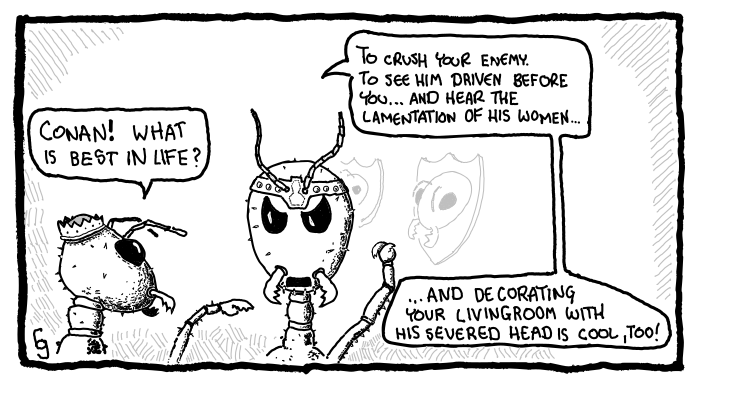 CONAN! WHAT
IS BEST IN LIFE?
TO CRUSH YOUR ENEMY.
TO SEE HIM DRIVEN BEFORE
YOU... AND HEAR THE
LAMENTATION OF HIS WOMEN...
...AND DECORATING
YOUR LIVINGROOM WITH
HIS SEVERED HEAD IS COOL, TOO!